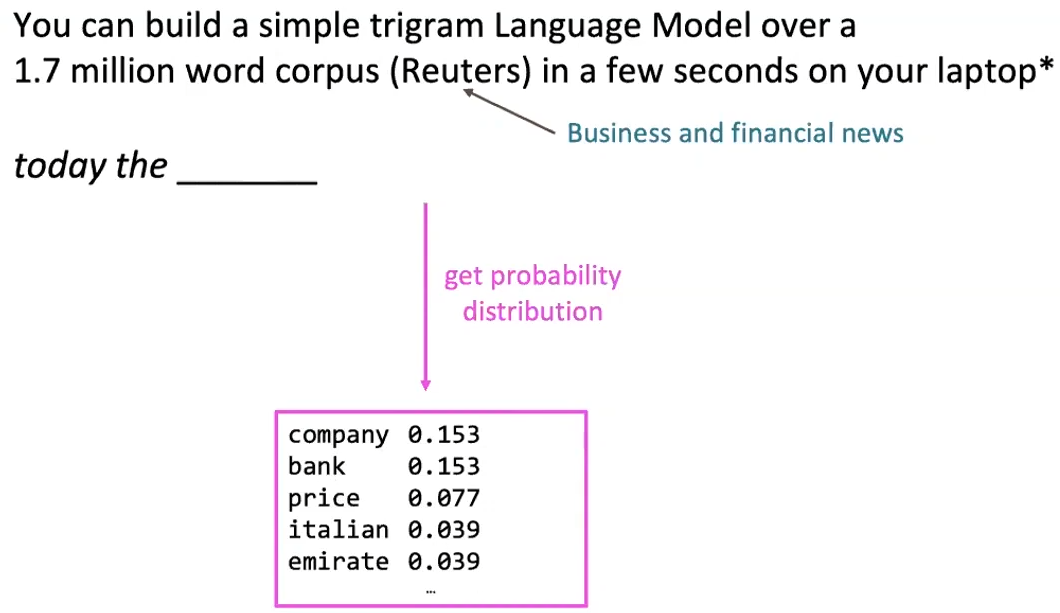 You can build a simple trigram Language Model over a
1.7 million word corpus (Reuters) in a few seconds on your laptop*
Business and financial news
today the _______
get probability
distribution
company 0.153
bank 0.153
price 0.077
italian 0.039
emirate 0.039
…